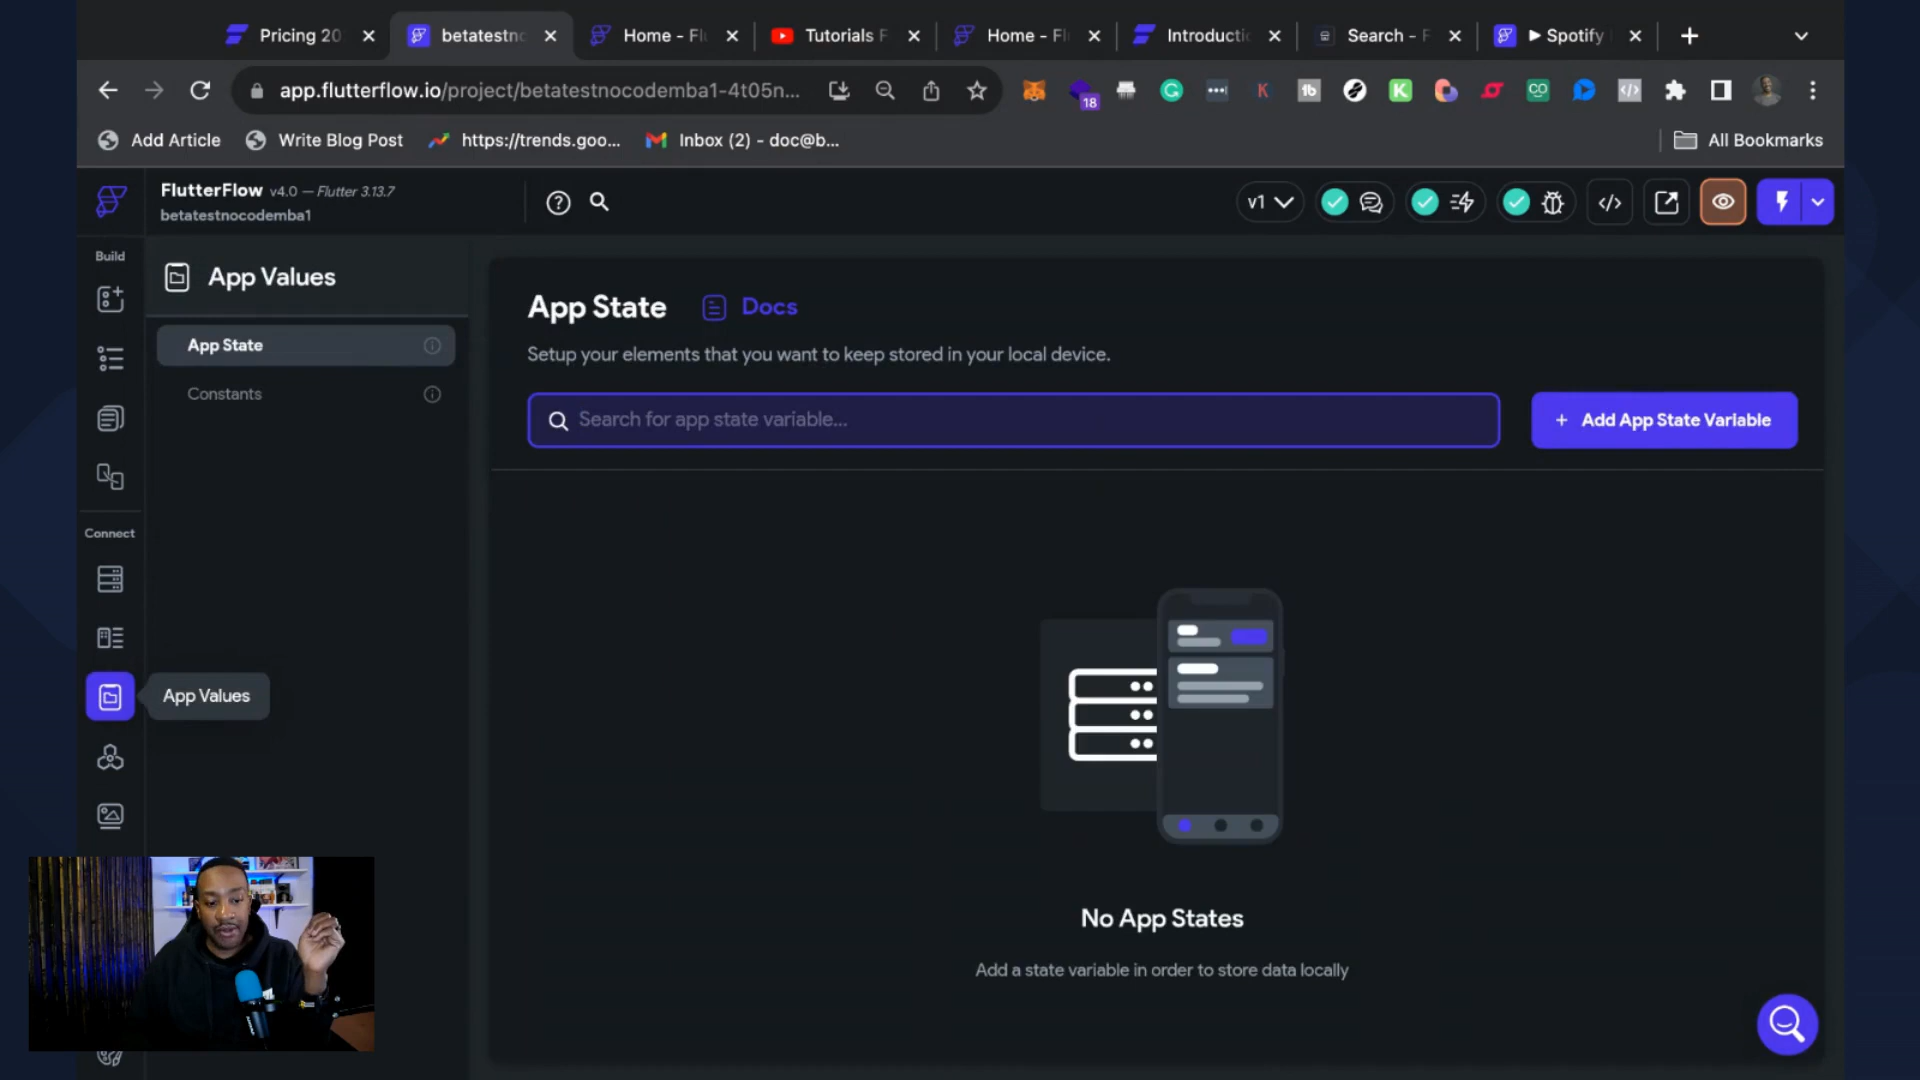 Pricing 20
betatestno
Home - Fl
Tutorials F
Home - Fl
Introducti
Search - F
▶ Spotify
app.flutterflow.io/project/betatestnocodemba1-4t05n...
18
K
tb
K
CO
</>
Add Article
Write Blog Post
https://trends.goo...
Inbox (2) - doc@b...
All Bookmarks
FlutterFlow v4.0 — Flutter 3.13.7
betatestnocodemba1
v1
</>
Build
App Values
App State
Constants
Connect
App Values
App State
Docs
Setup your elements that you want to keep stored in your local device.
Search for app state variable...
+ Add App State Variable
No App States
Add a state variable in order to store data locally